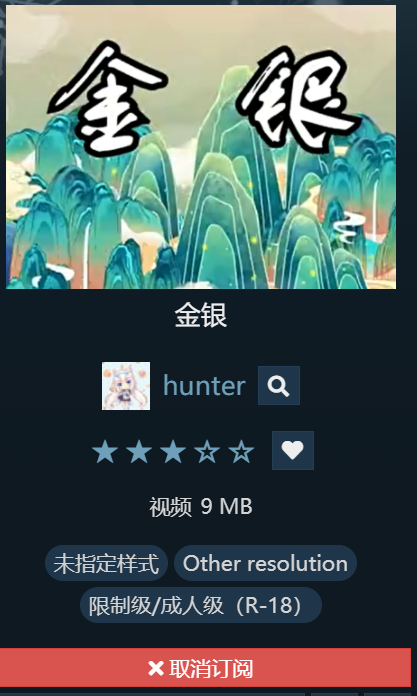 金银
金银
hunter
视频 9 MB
未指定样式 Other resolution
限制级/成人级（R-18）
取消订阅